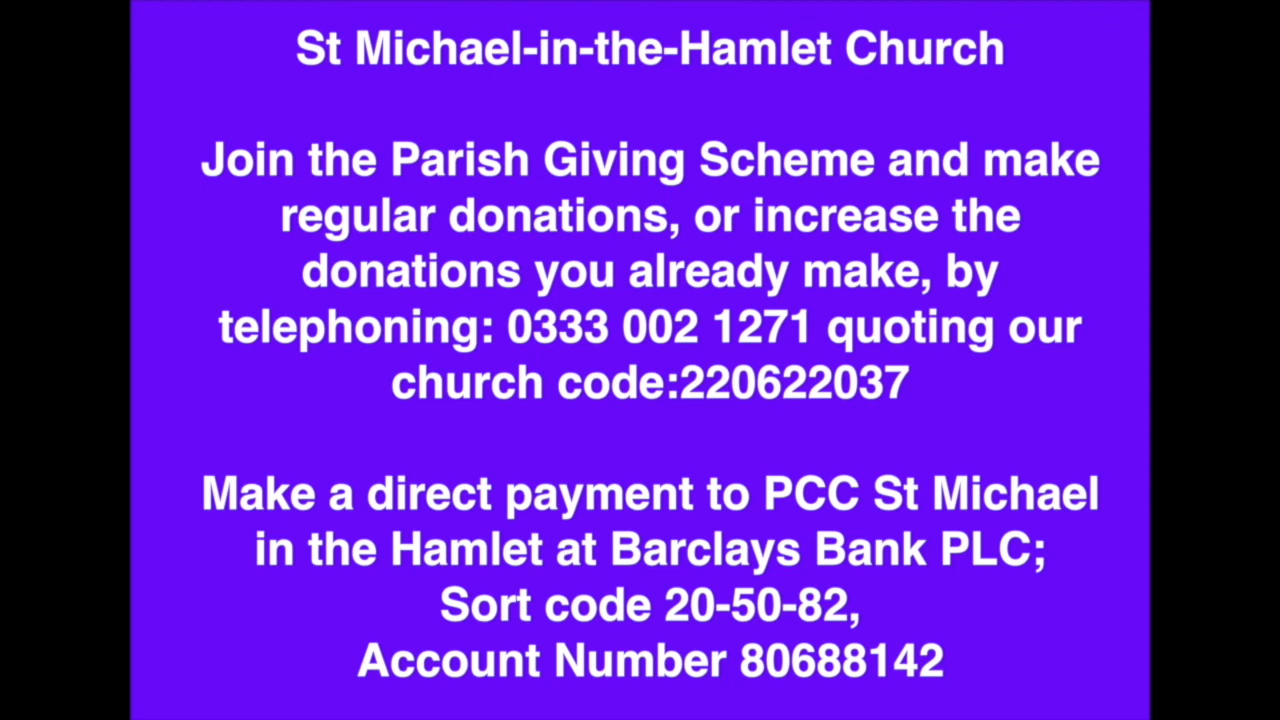 St Michael-in-the-Hamlet Church
Join the Parish Giving Scheme and make
regular donations, or increase the
donations you already make, by
telephoning: 0333 002 1271 quoting our
church code:220622037
Make a direct payment to PCC St Michael
in the Hamlet at Barclays Bank PLC;
Sort code 20-50-82,
Account Number 80688142